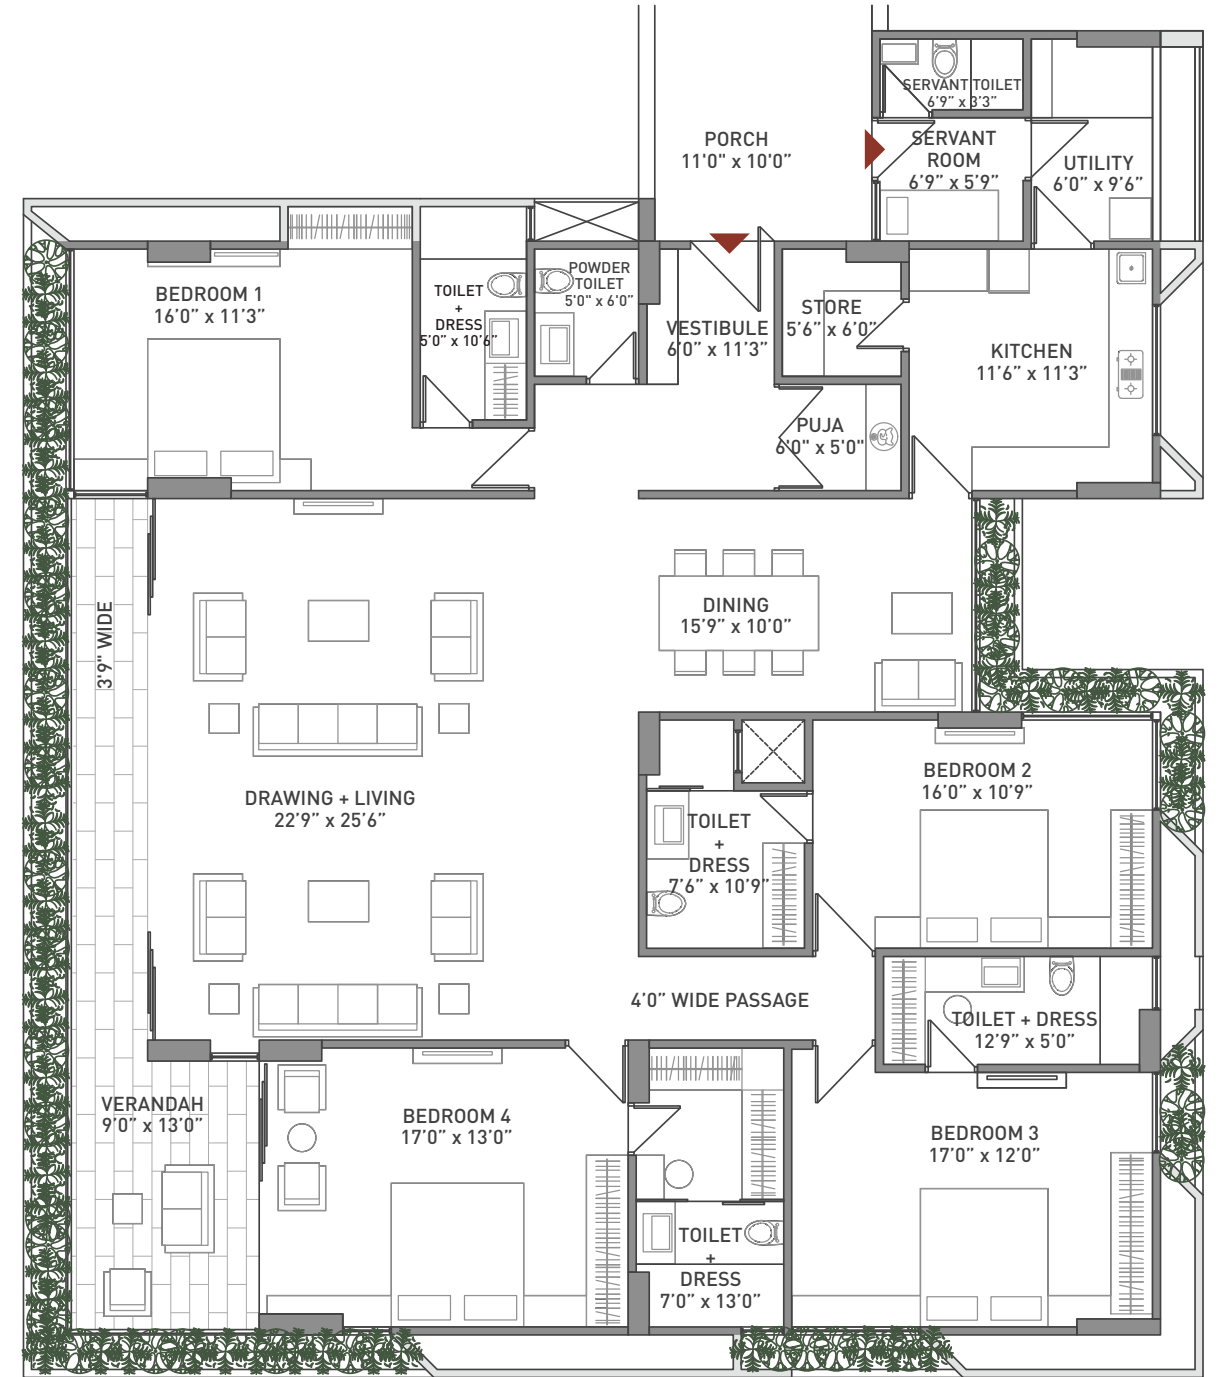 SERVANT TOILET
6’9” x 3’3”
PORCH
11'0" x 10'0”
SERVANT
ROOM
6’9” x 5’9”
UTILITY
6’0” x 9’6”
BEDROOM 1
16’0” x 11’3”
TOILET
+
DRESS
5’0” x 10’6”
POWDER
TOILET
5'0" x 6'0”
VESTIBULE
6’0” x 11’3”
STORE
5’6” x 6’0”
KITCHEN
11’6” x 11’3”
PUJA
6’0" x 5’0"
3’9" WIDE
DINING
15’9” x 10’0”
DRAWING + LIVING
22’9” x 25’6”
BEDROOM 2
16’0” x 10’9”
TOILET
+
DRESS
7’6” x 10’9”
4’0” WIDE PASSAGE
TOILET + DRESS
12’9” x 5’0”
VERANDAH
9’0” x 13’0”
BEDROOM 4
17’0” x 13’0”
BEDROOM 3
17’0” x 12’0”
TOILET
+
DRESS
7’0” x 13’0”